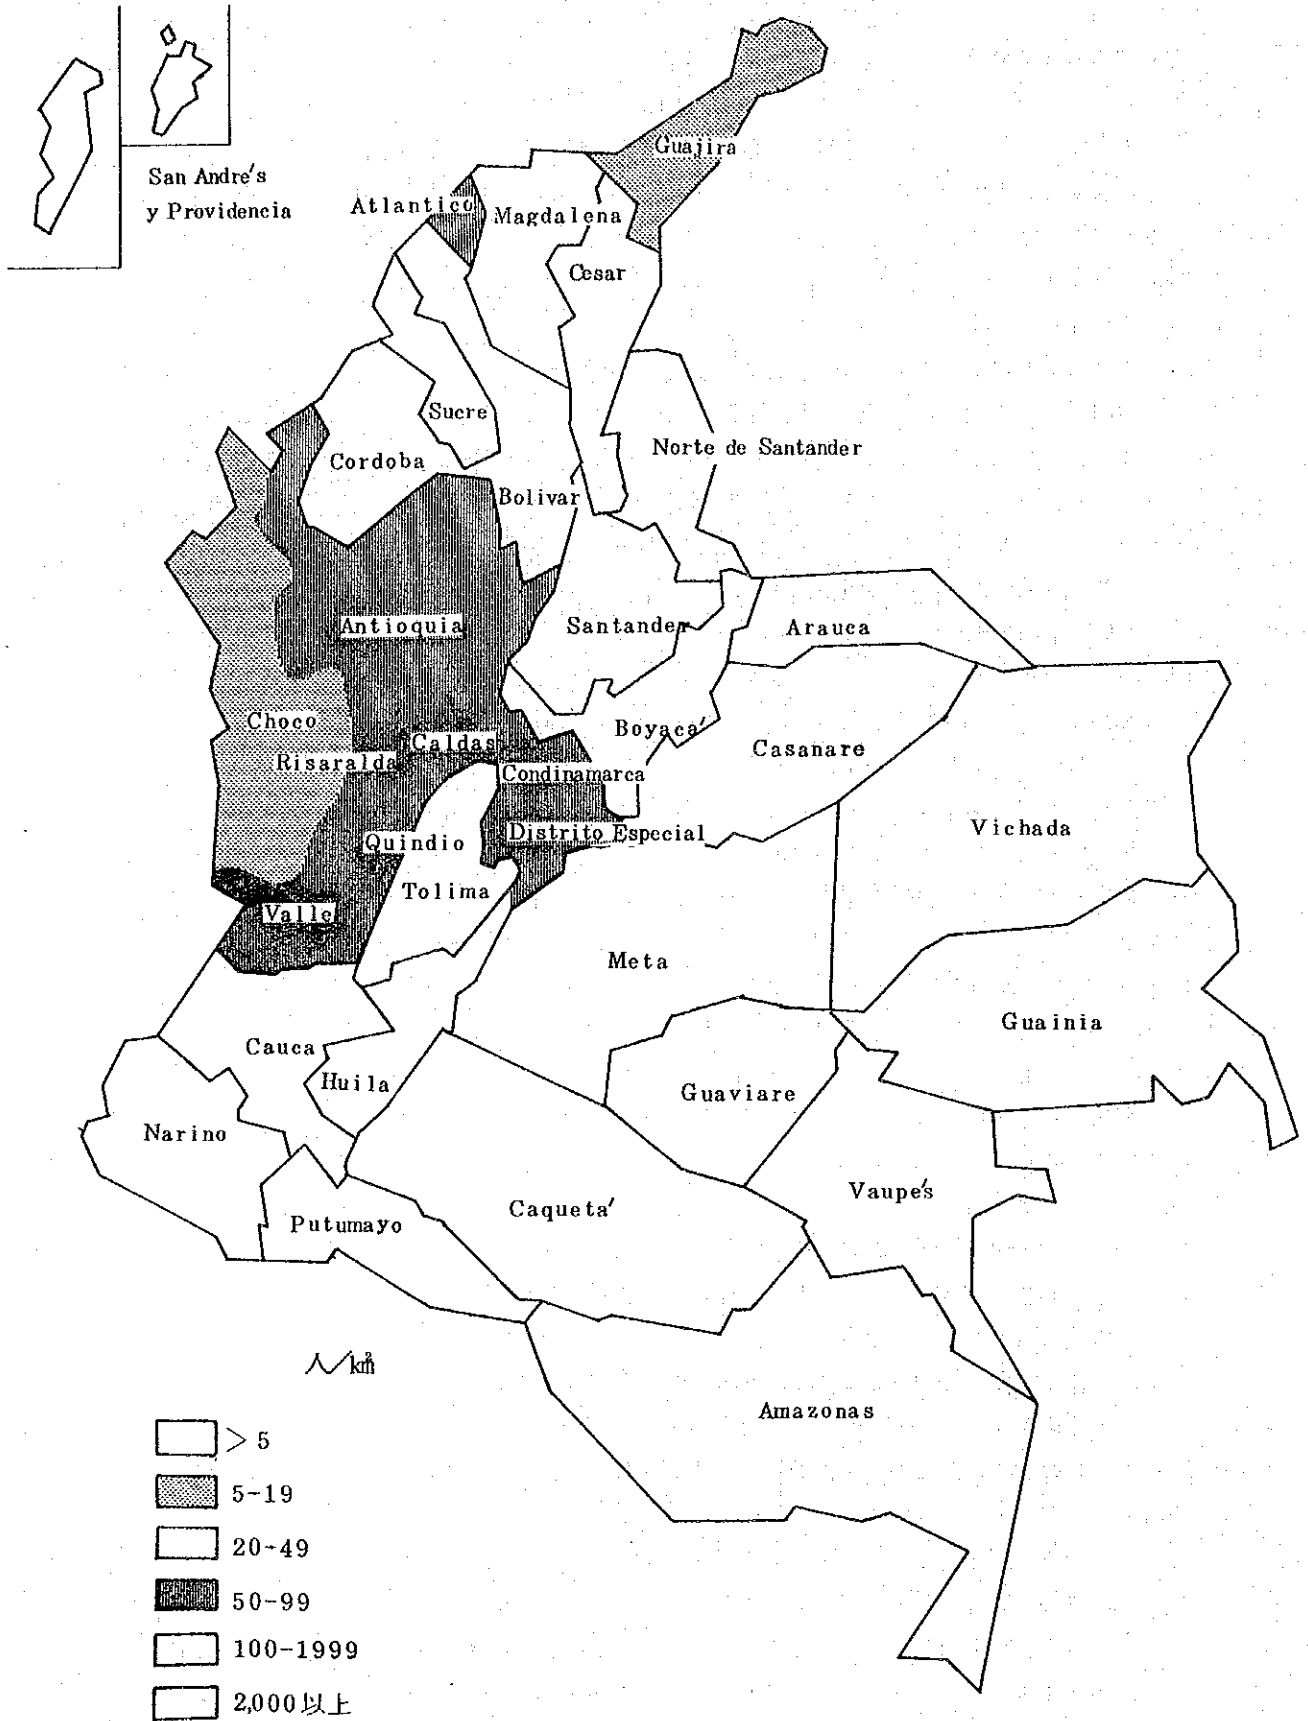 San Andre's
y Providencia
Guajira
Atlantico
Magdalena
Cesar
Sucre
Norte de Santander
Cordoba
Bolivar
Antioquia
Santander
Arauca
Choco
Boyaca'
Caldas
Casanare
Risaralda
Condinamarca
Vichada
Distrito Especial
Quindio
Tolima
Valle
Meta
Guainia
Cauca
Huila
Guaviare
Narino
Vaupe's
Caqueta'
Putumayo
人/km²
Amazonas
> 5
5-19
20-49
50-99
100-1999
2,000以上